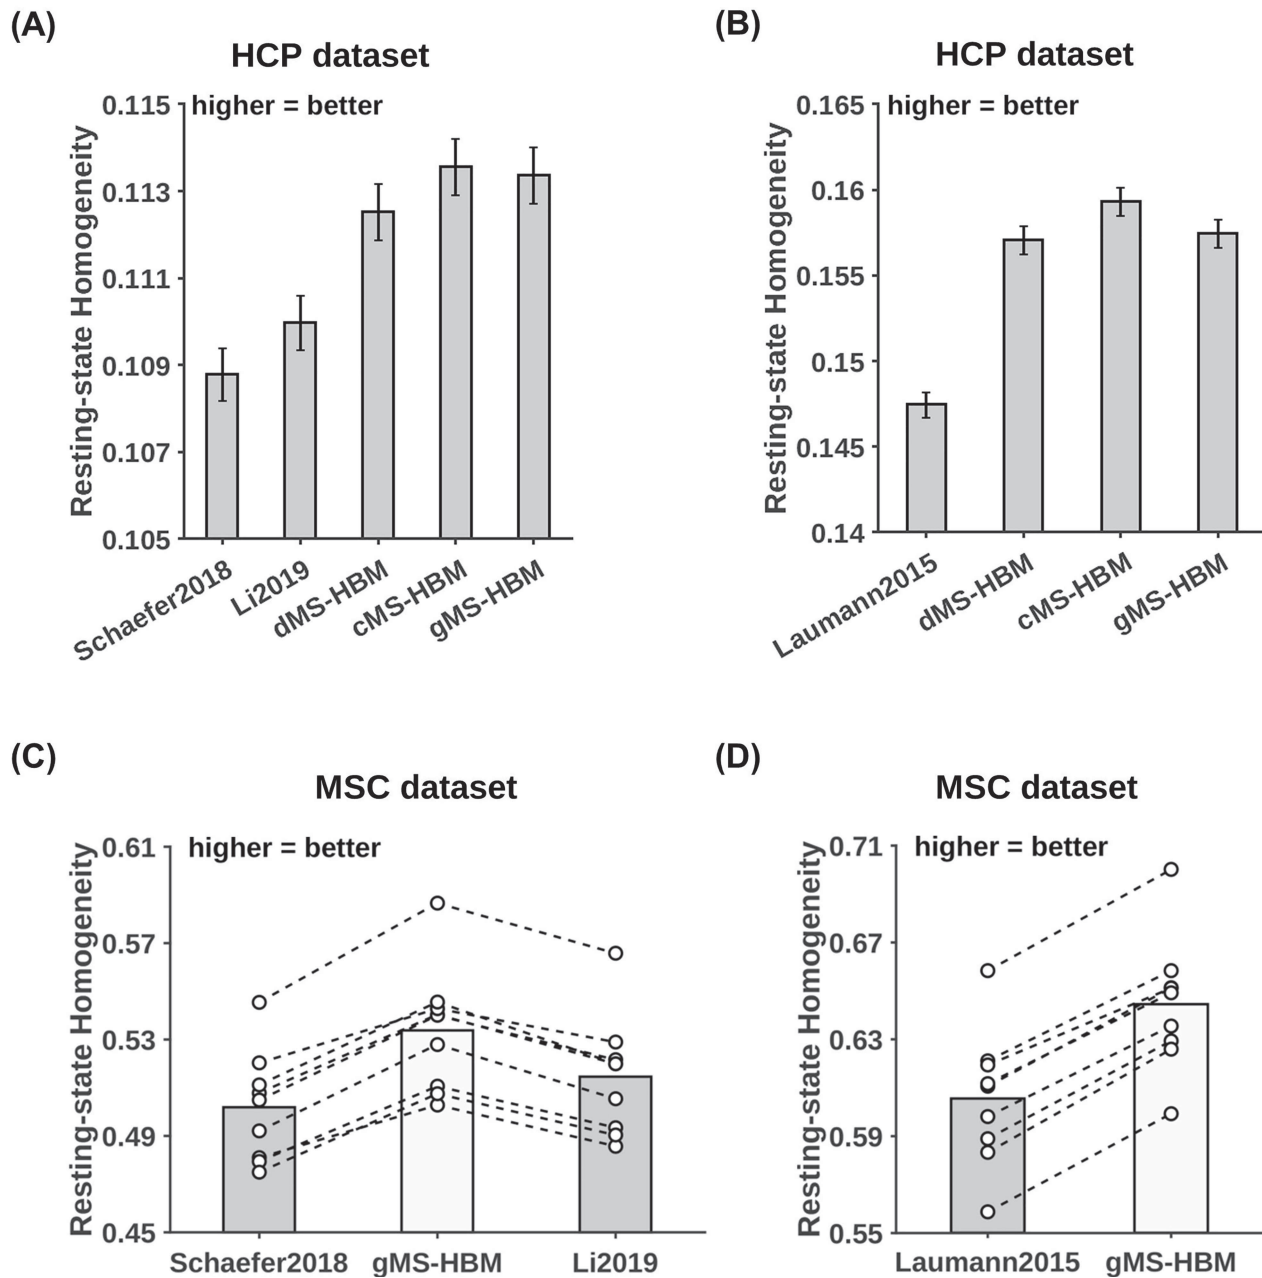 (A)
HCP dataset
higher = better
Resting-state Homogeneity
0.115
0.113
0.111
0.109
0.107
0.105
Schaefer2018
Li2019
dMS-HBM
cMS-HBM
gMS-HBM
(B)
HCP dataset
higher = better
Resting-state Homogeneity
0.165
0.16
0.155
0.15
0.145
0.14
Laumann2015
dMS-HBM
cMS-HBM
gMS-HBM
(C)
MSC dataset
higher = better
Resting-state Homogeneity
0.61
0.57
0.53
0.49
0.45
Schaefer2018
gMS-HBM
Li2019
(D)
MSC dataset
higher = better
Resting-state Homogeneity
0.71
0.67
0.63
0.59
0.55
Laumann2015
gMS-HBM